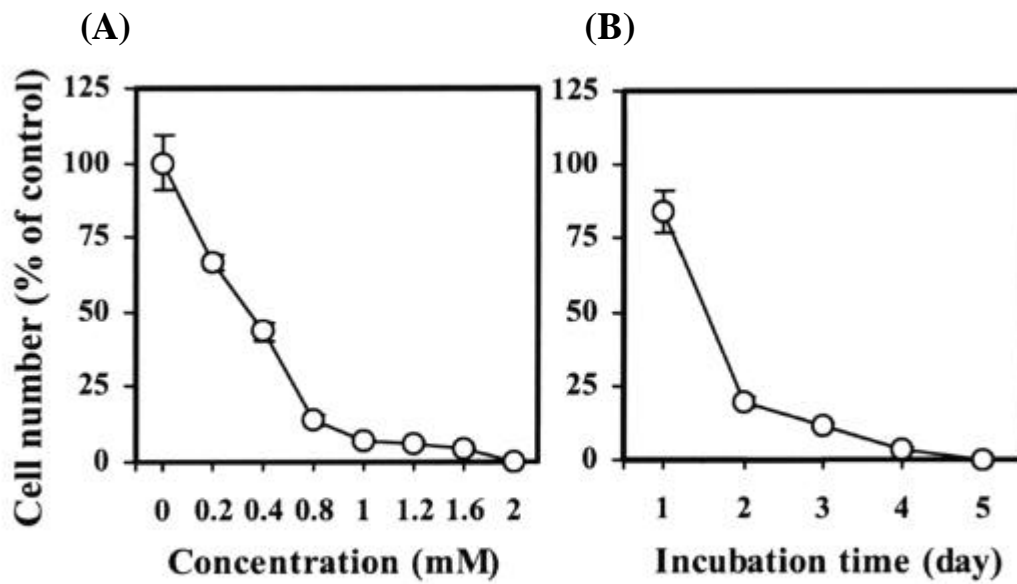 (A)
(B)
Cell number (% of control)
125
100
75
50
25
0
0 0.2 0.4 0.8 1 1.2 1.6 2
Concentration (mM)
125
100
75
50
25
0
1 2 3 4 5
Incubation time (day)